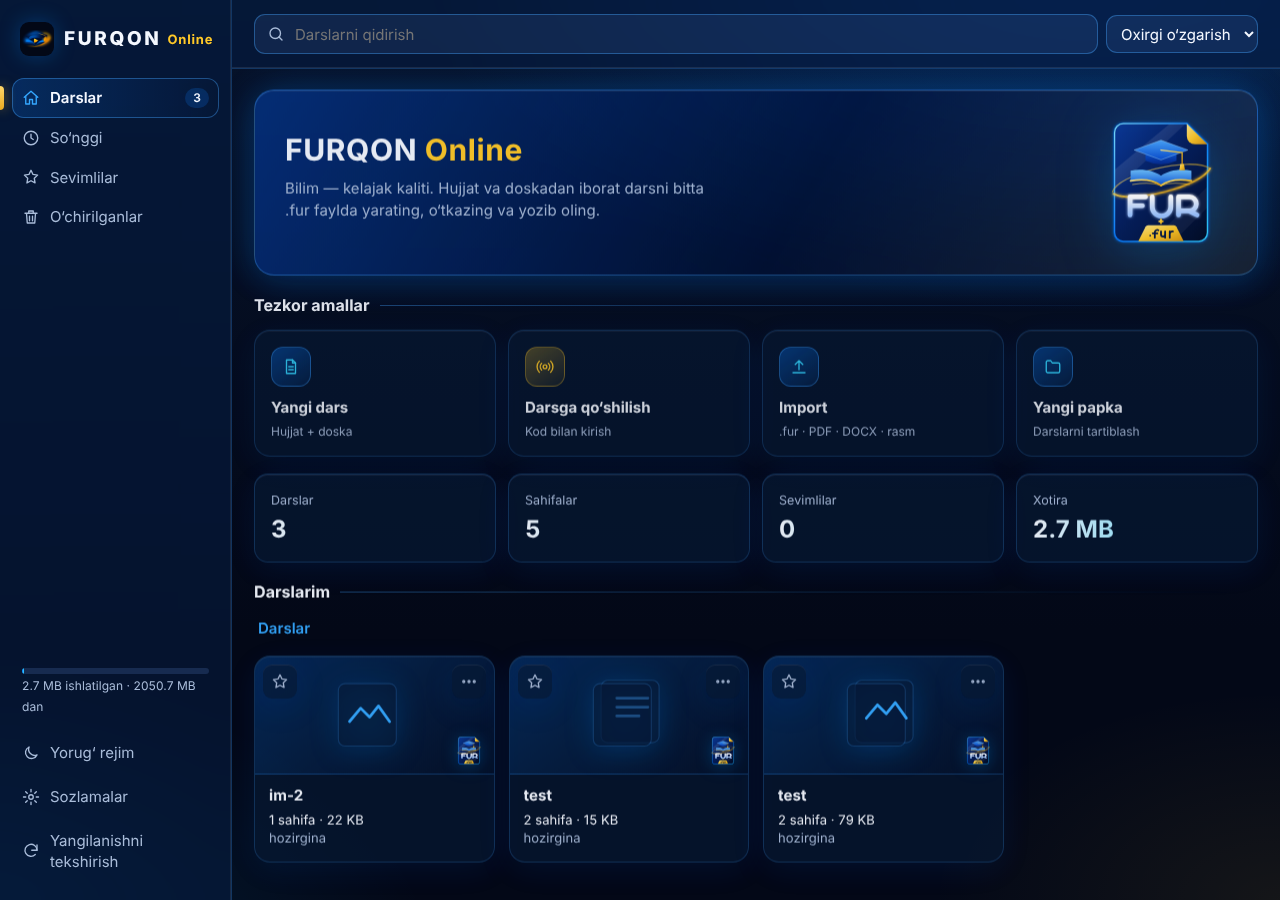 FURQON Online
Darslar 3
So‘nggi
Sevimlilar
O‘chirilganlar
2.7 MB ishlatilgan · 2050.7 MB
dan
Yorug‘ rejim
Sozlamalar
Yangilanishni
tekshirish
Darslarni qidirish
Oxirgi o‘zgarish
FURQON Online
Bilim — kelajak kaliti. Hujjat va doskadan iborat darsni bitta
.fur faylda yarating, o‘tkazing va yozib oling.
FUR
.fur
Tezkor amallar
Yangi dars
Hujjat + doska
Darsga qo‘shilish
Kod bilan kirish
Import
.fur · PDF · DOCX · rasm
Yangi papka
Darslarni tartiblash
Darslar
3
Sahifalar
5
Sevimlilar
0
Xotira
2.7 MB
Darslarim
Darslar
FUR
im-2
1 sahifa · 22 KB
hozirgina
FUR
test
2 sahifa · 15 KB
hozirgina
FUR
test
2 sahifa · 79 KB
hozirgina